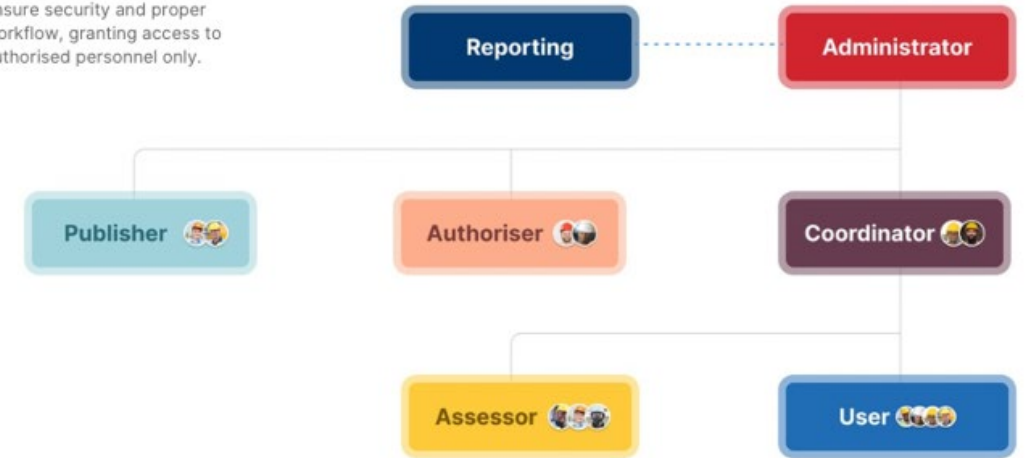 nsure security and proper
orkflow, granting access to
uthorised personnel only.
Reporting
Administrator
Publisher
Authoriser
Coordinator
Assessor
User